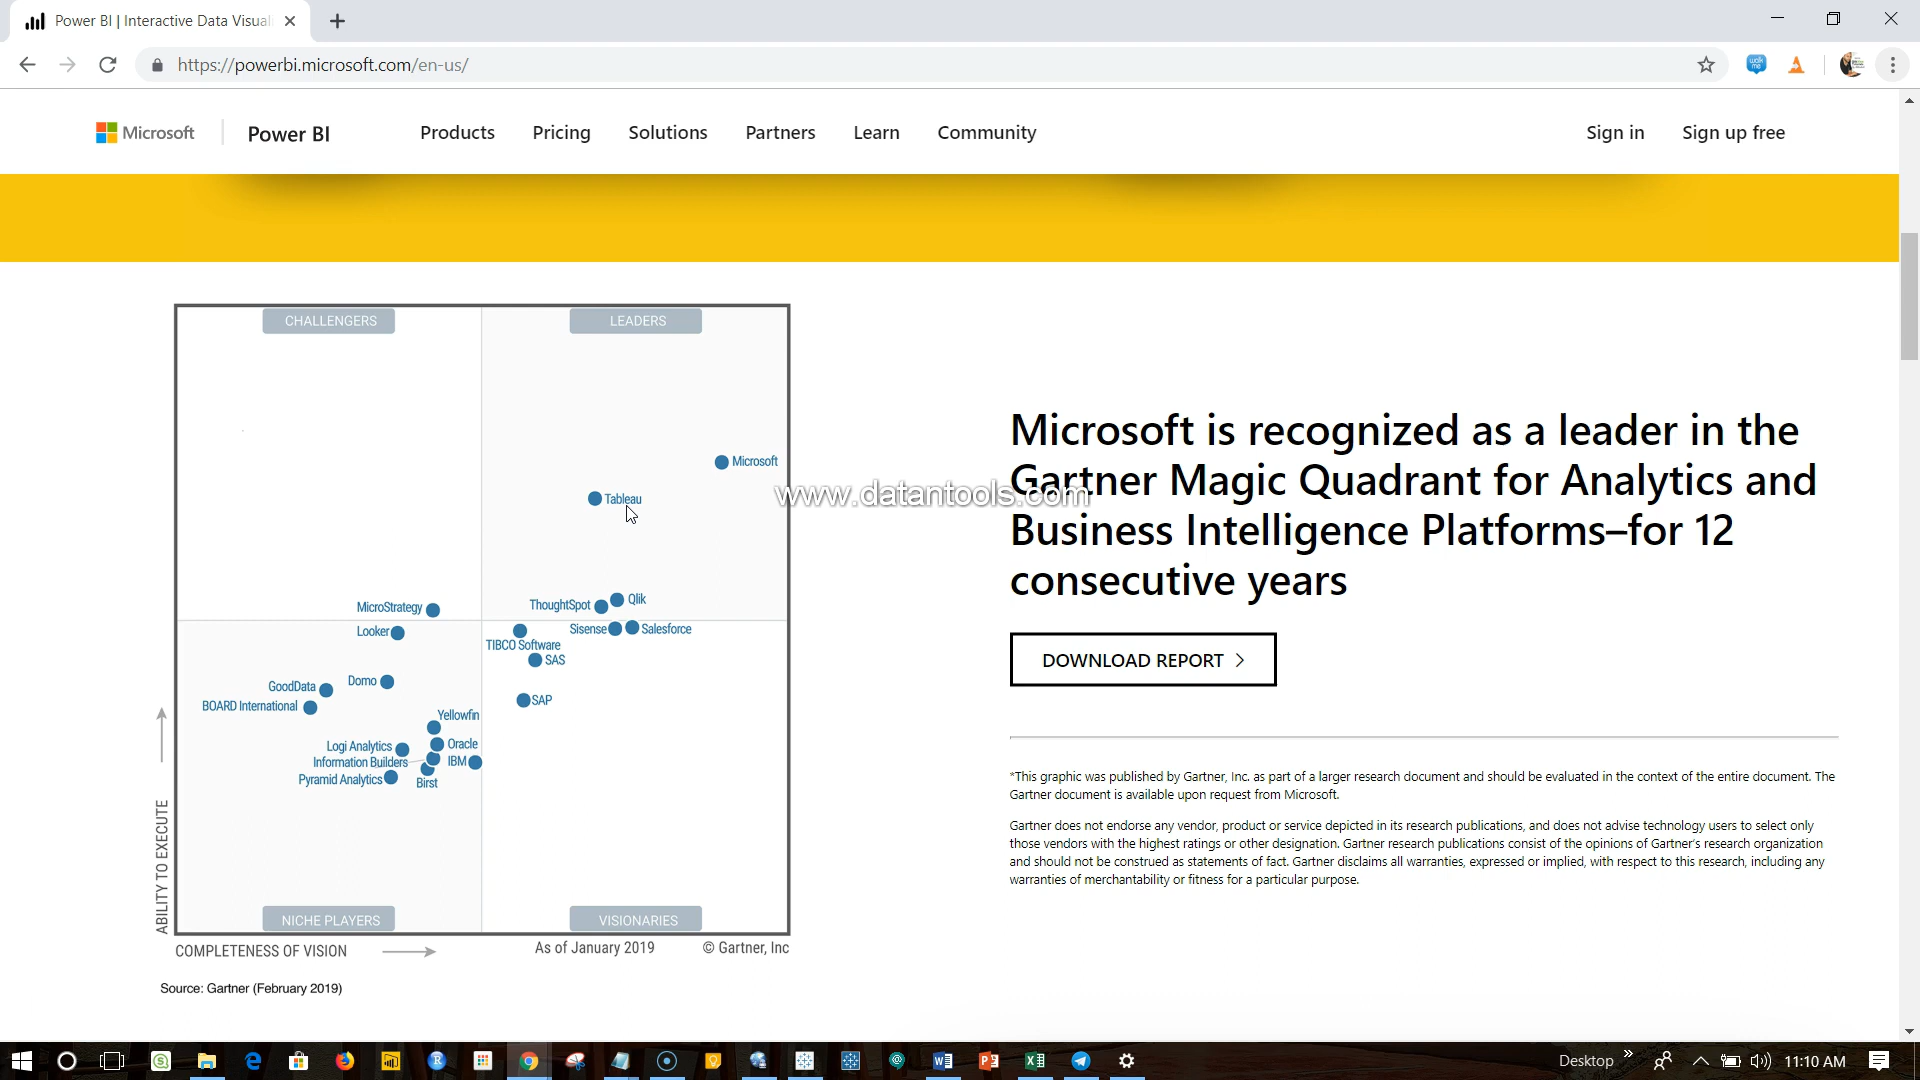 Power BI | Interactive Data Visuali
https://powerbi.microsoft.com/en-us/
Microsoft
Power BI
Products
Pricing
Solutions
Partners
Learn
Community
Sign in
Sign up free
CHALLENGERS
LEADERS
Microsoft
Tableau
www.datantools.com
ThoughtSpot
Qlik
MicroStrategy
Looker
Sisense
Salesforce
TIBCO Software
SAS
Domo
GoodData
SAP
BOARD International
Yellowfin
Logi Analytics
Oracle
Information Builders
IBM
Pyramid Analytics
Birst
NICHE PLAYERS
VISIONARIES
ABILITY TO EXECUTE
COMPLETENESS OF VISION
As of January 2019
© Gartner, Inc
Source: Gartner (February 2019)
Microsoft is recognized as a leader in the
Gartner Magic Quadrant for Analytics and
Business Intelligence Platforms–for 12
consecutive years
DOWNLOAD REPORT
*This graphic was published by Gartner, Inc. as part of a larger research document and should be evaluated in the context of the entire document. The
Gartner document is available upon request from Microsoft.
Gartner does not endorse any vendor, product or service depicted in its research publications, and does not advise technology users to select only
those vendors with the highest ratings or other designation. Gartner research publications consist of the opinions of Gartner's research organization
and should not be construed as statements of fact. Gartner disclaims all warranties, expressed or implied, with respect to this research, including any
warranties of merchantability or fitness for a particular purpose.
Desktop
11:10 AM